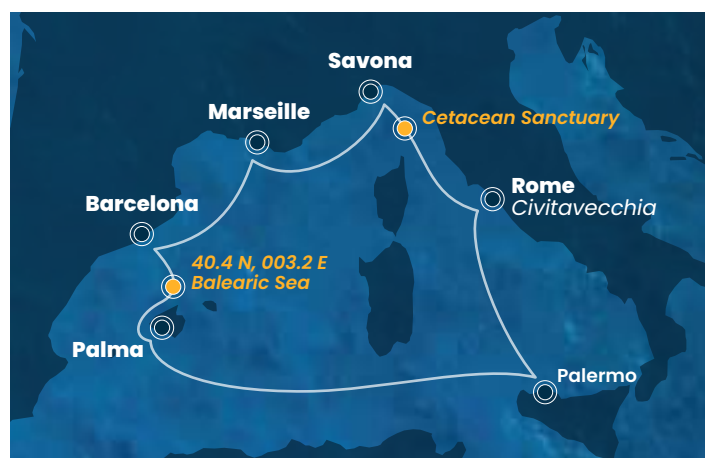 Savona
Marseille
Cetacean Sanctuary
Barcelona
Rome
Civitavecchia
40.4 N, 003.2 E
Balearic Sea
Palma
Palermo